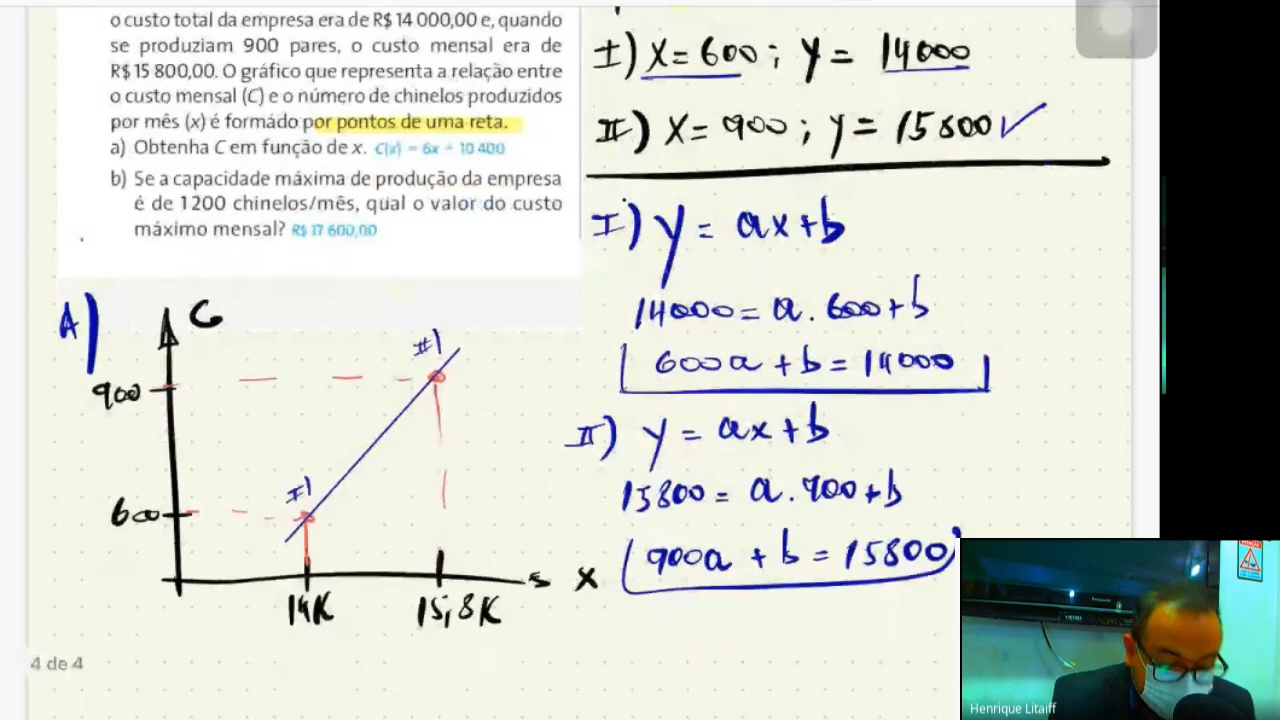 o custo total da empresa era de R$ 14 000,00 e, quando
se produziam 900 pares, o custo mensal era de
R$ 15 800,00. O gráfico que representa a relação entre
o custo mensal (C) e o número de chinelos produzidos
por mês (x) é formado por pontos de uma reta.
a) Obtenha C em função de x. C(x) = 6x + 10 400
b) Se a capacidade máxima de produção da empresa
é de 1 200 chinelos/mês, qual o valor do custo
máximo mensal? R$ 17 600,00
I) x = 600 ; y = 14000
II) x = 900 ; y = 15800
I) y = ax + b
14000 = a . 600 + b
600a + b = 14000
II) y = ax + b
15800 = a . 900 + b
900a + b = 15800
A)
C
900
600
I)
II)
14K
15,8K
X
4 de 4
Henrique Litaiff